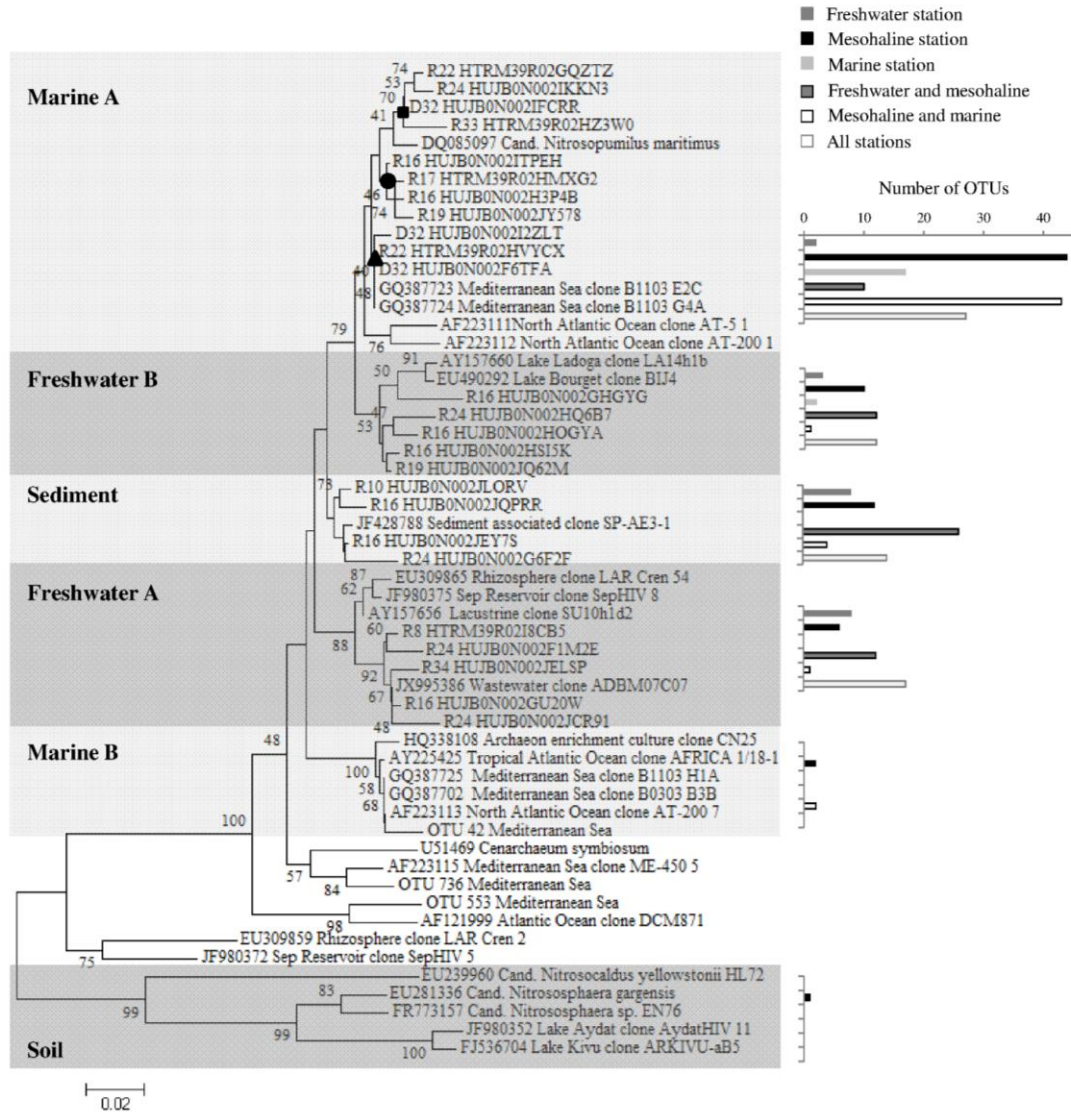 Freshwater station
Mesohaline station
Marine station
Freshwater and mesohaline
Mesohaline and marine
All stations
Number of OTUs
0 10 20 30 40
Marine A
74
R22 HTRM39R02GQZTZ
53
R24 HUJB0N002IKKN3
70
D32 HUJB0N002IFCRR
41
R33 HTRM39R02HZ3W0
DQ085097 Cand. Nitrosopumilus maritimus
R16 HUJB0N002ITPEH
R17 HTRM39R02HMXG2
46
R16 HUJB0N002H3P4B
74
R19 HUJB0N002JY578
D32 HUJB0N002I2ZLT
R22 HTRM39R02HVYCX
40
D32 HUJB0N002F6TFA
48
GQ387723 Mediterranean Sea clone B1103 E2C
GQ387724 Mediterranean Sea clone B1103 G4A
79
AF223111North Atlantic Ocean clone AT-5 1
76
AF223112 North Atlantic Ocean clone AT-200 1
Freshwater B
91
AY157660 Lake Ladoga clone LA14h1b
50
EU490292 Lake Bourget clone BIJ4
R16 HUJB0N002GHGYG
47
R24 HUJB0N002HQ6B7
53
R16 HUJB0N002HOGYA
R16 HUJB0N002HSI5K
R19 HUJB0N002JQ62M
Sediment
73
R10 HUJB0N002JLORV
R16 HUJB0N002JQPRR
JF428788 Sediment associated clone SP-AE3-1
R16 HUJB0N002JEY7S
R24 HUJB0N002G6F2F
Freshwater A
87
EU309865 Rhizosphere clone LAR Cren 54
62
JF980375 Sep Reservoir clone SepHIV 8
AY157656 Lacustrine clone SU10h1d2
60
R8 HTRM39R02I8CB5
88
R24 HUJB0N002F1M2E
R34 HUJB0N002JELSP
92
JX995386 Wastewater clone ADBM07C07
67
R16 HUJB0N002GU20W
48
R24 HUJB0N002JCR91
Marine B
48
HQ338108 Archaeon enrichment culture clone CN25
AY225425 Tropical Atlantic Ocean clone AFRICA 1/18-1
100
GQ387725 Mediterranean Sea clone B1103 H1A
58
GQ387702 Mediterranean Sea clone B0303 B3B
68
AF223113 North Atlantic Ocean clone AT-200 7
100
OTU 42 Mediterranean Sea
U51469 Cenarchaeum symbiosum
57
AF223115 Mediterranean Sea clone ME-450 5
84
OTU 736 Mediterranean Sea
OTU 553 Mediterranean Sea
98
AF121999 Atlantic Ocean clone DCM871
EU309859 Rhizosphere clone LAR Cren 2
75
JF980372 Sep Reservoir clone SepHIV 5
EU239960 Cand. Nitrosocaldus yellowstonii HL72
83
EU281336 Cand. Nitrososphaera gargensis
99
FR773157 Cand. Nitrososphaera sp. EN76
99
JF980352 Lake Aydat clone AydatHIV 11
100
FJ536704 Lake Kivu clone ARKIVU-aB5
Soil
0.02